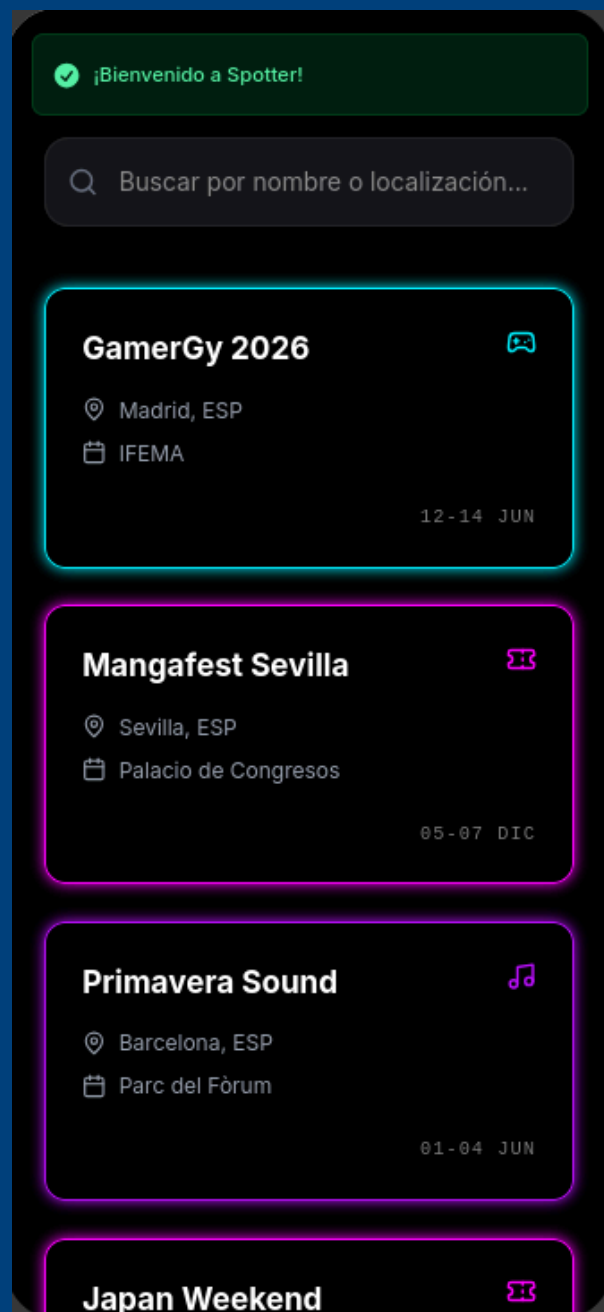 ¡Bienvenido a Spotter!
Buscar por nombre o localización...
GamerGy 2026
Madrid, ESP
IFEMA
12-14 JUN
Mangafest Sevilla
Sevilla, ESP
Palacio de Congresos
05-07 DIC
Primavera Sound
Barcelona, ESP
Parc del Fòrum
01-04 JUN
Japan Weekend